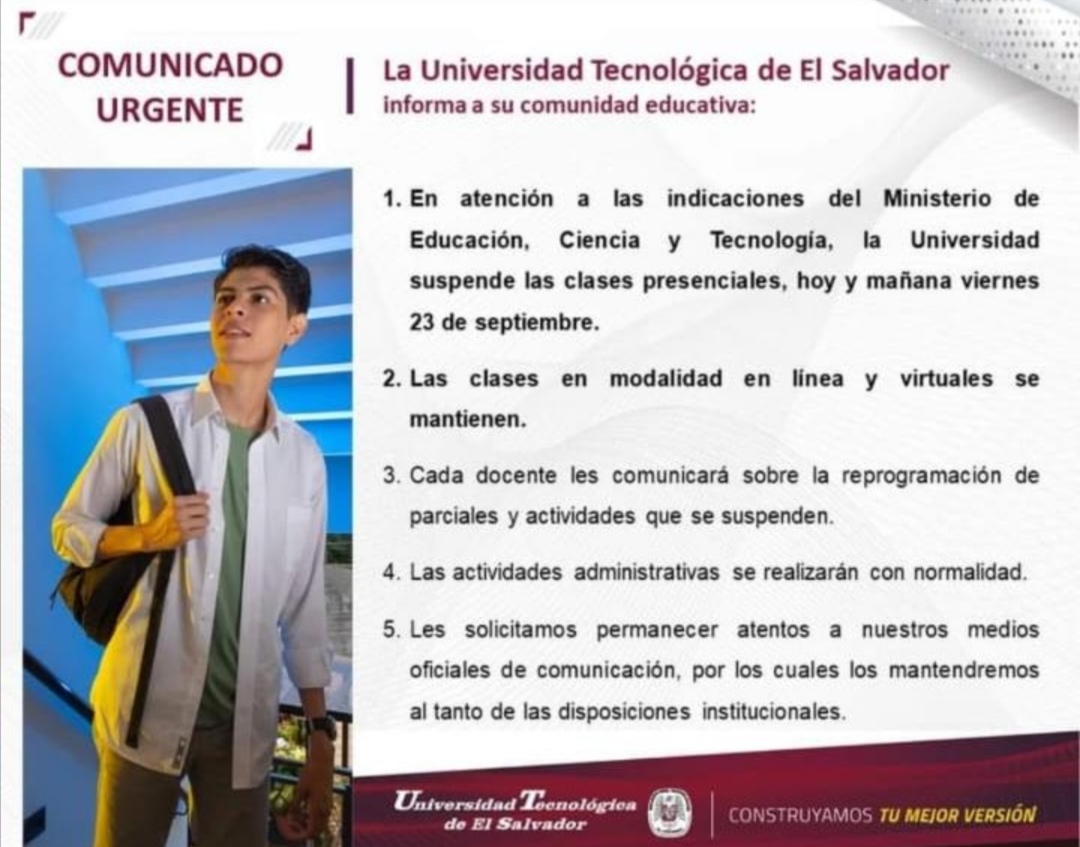 COMUNICADO
URGENTE
La Universidad Tecnológica de El Salvador
informa a su comunidad educativa:
1. En atención a las indicaciones del Ministerio de
Educación, Ciencia y Tecnología, la Universidad
suspende las clases presenciales, hoy y mañana viernes
23 de septiembre.
2. Las clases en modalidad en línea y virtuales se
mantienen.
3. Cada docente les comunicará sobre la reprogramación de
parciales y actividades que se suspenden.
4. Las actividades administrativas se realizarán con normalidad.
5. Les solicitamos permanecer atentos a nuestros medios
oficiales de comunicación, por los cuales los mantendremos
al tanto de las disposiciones institucionales.
Universidad Tecnológica
de El Salvador
CONSTRUYAMOS TU MEJOR VERSIÓN